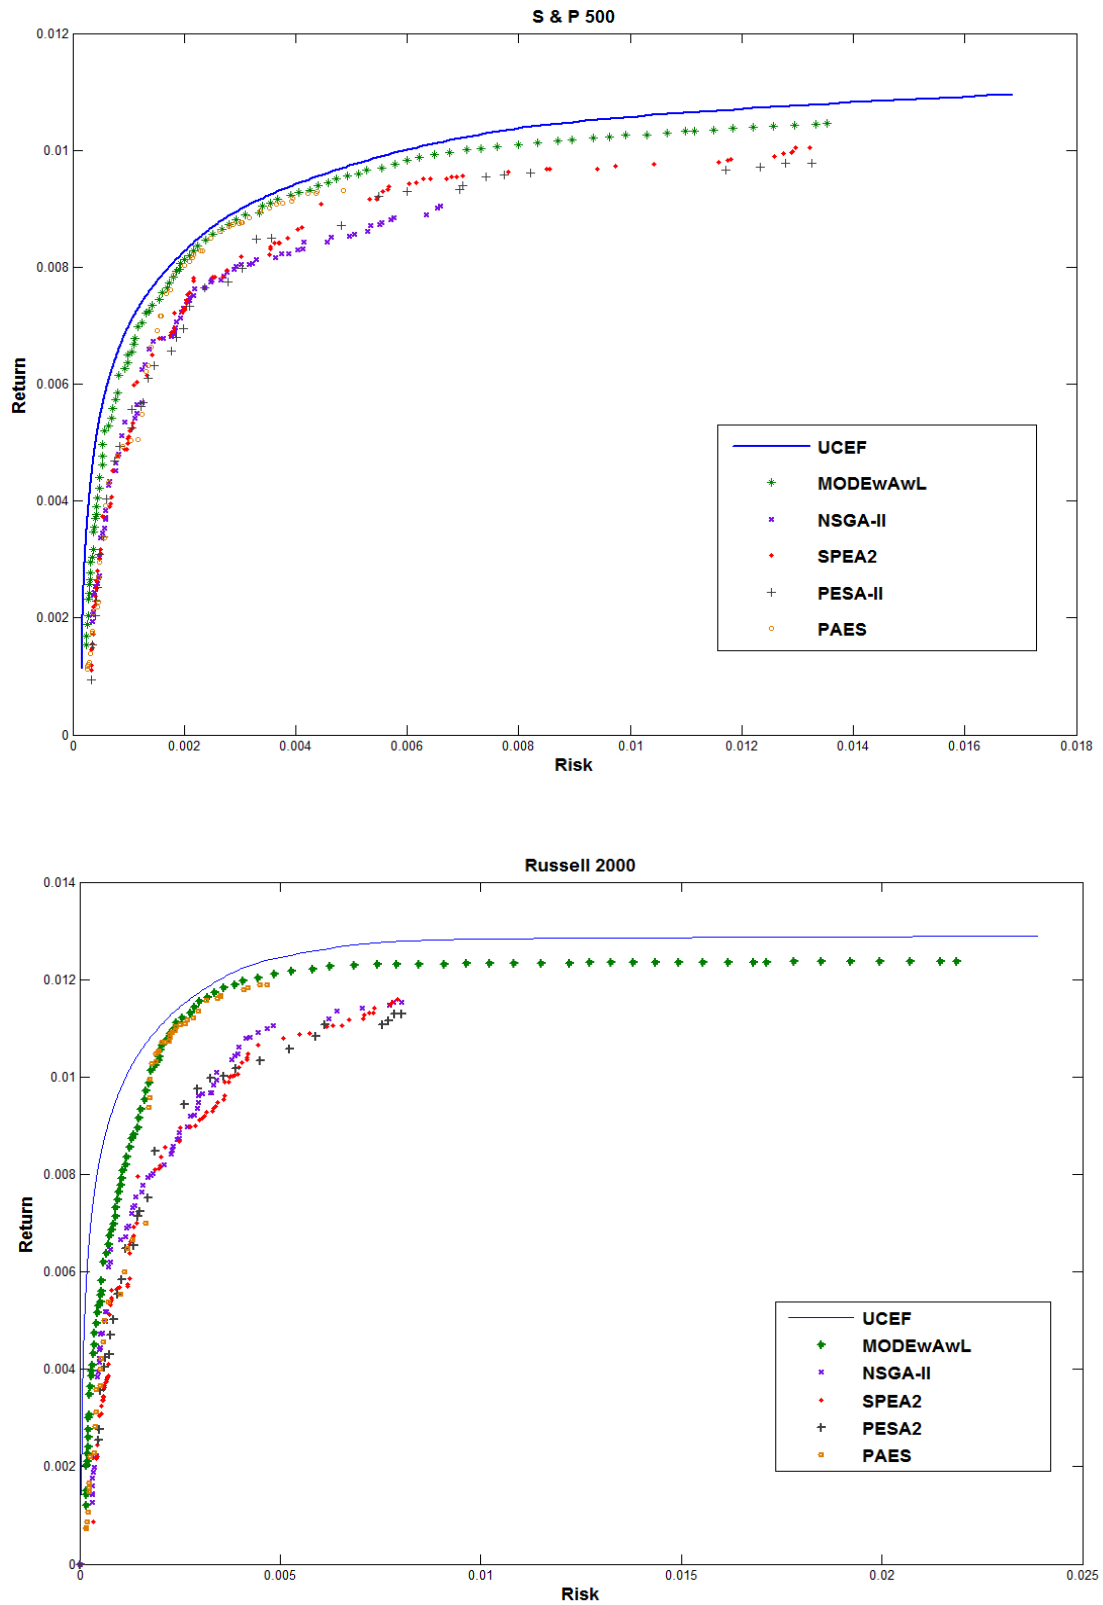 S & P 500
0.012
0.01
0.008
0.006
0.004
0.002
0
Return
0
0.002
0.004
0.006
0.008
0.01
0.012
0.014
0.016
0.018
Risk
UCEF
MODEwAwL
NSGA-II
SPEA2
PESA-II
PAES
Russell 2000
0.014
0.012
0.01
0.008
0.006
0.004
0.002
0
Return
0
0.005
0.01
0.015
0.02
0.025
Risk
UCEF
MODEwAwL
NSGA-II
SPEA2
PESA2
PAES